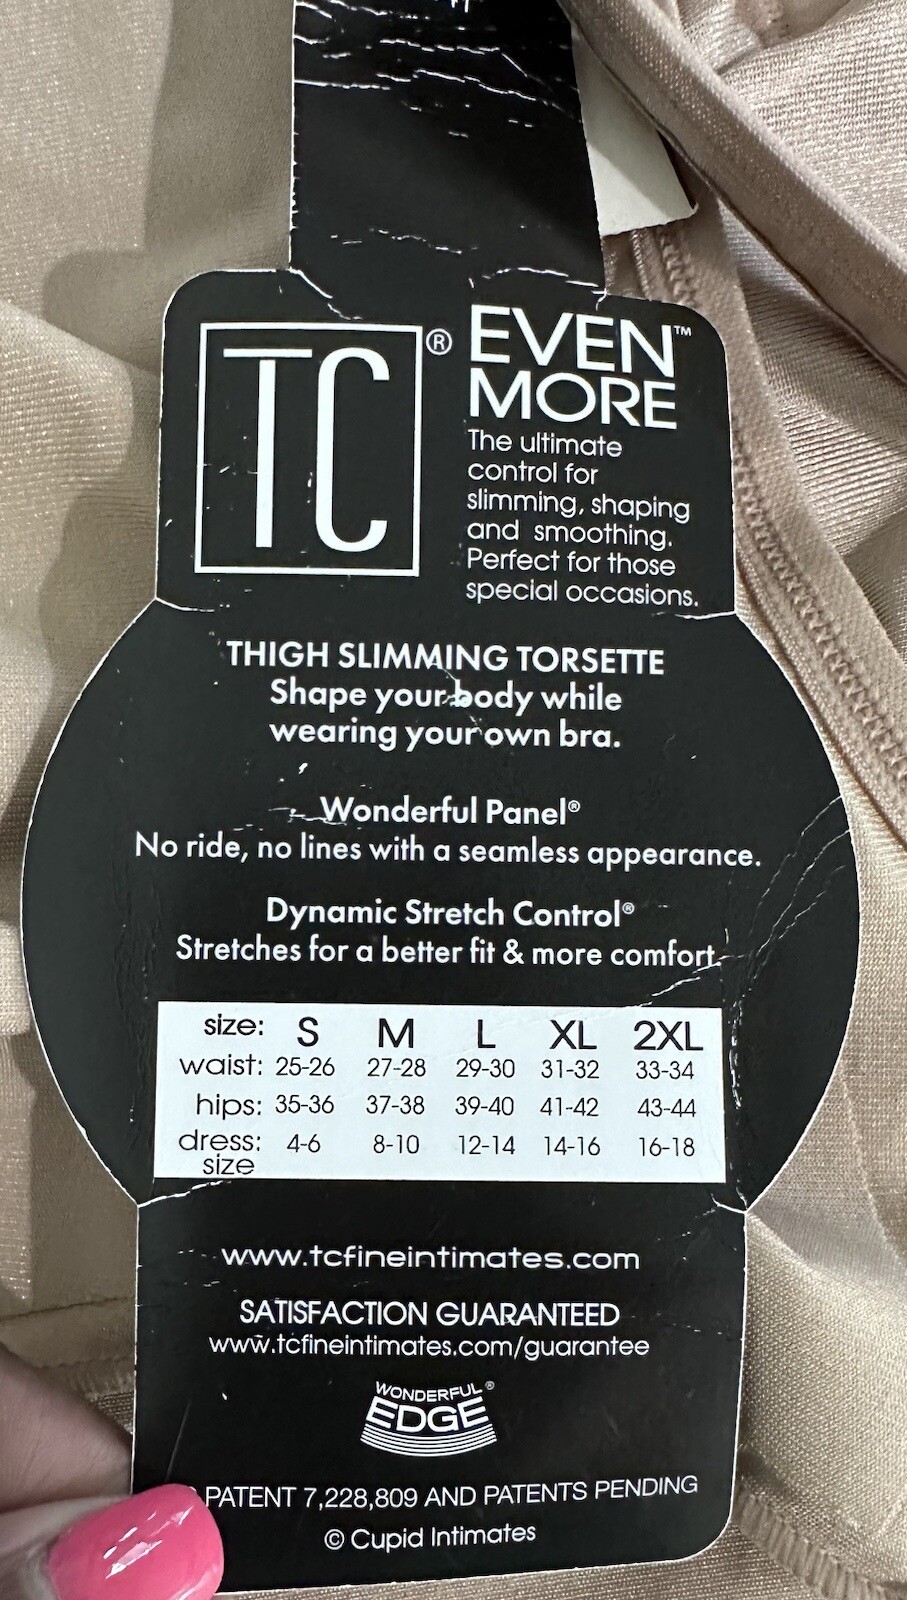 TC® EVEN™
MORE
The ultimate
control for
slimming, shaping
and smoothing.
Perfect for those
special occasions.
THIGH SLIMMING TORSETTE
Shape your body while
wearing your own bra.
Wonderful Panel®
No ride, no lines with a seamless appearance.
Dynamic Stretch Control®
Stretches for a better fit & more comfort.
size: S M L XL 2XL
waist: 25-26 27-28 29-30 31-32 33-34
hips: 35-36 37-38 39-40 41-42 43-44
dress: 4-6 8-10 12-14 14-16 16-18
size
www.tcfineintimates.com
SATISFACTION GUARANTEED
www.tcfineintimates.com/guarantee
WONDERFUL®
EDGE
PATENT 7,228,809 AND PATENTS PENDING
© Cupid Intimates